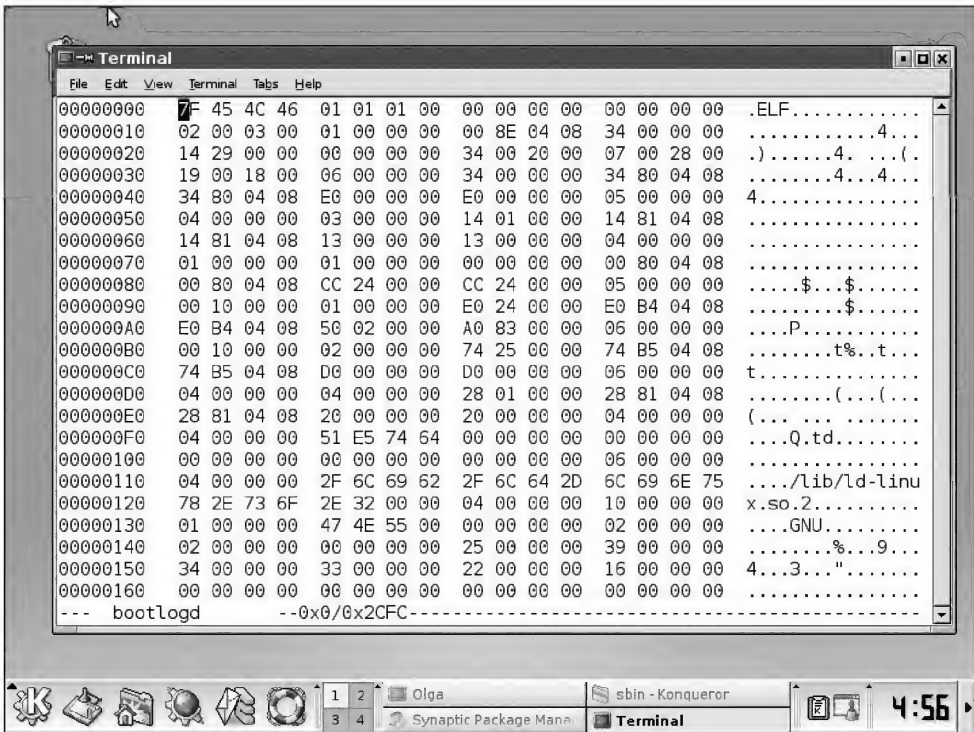 Terminal
File Edit View Terminal Tabs Help
00000000 7F 45 4C 46 01 01 01 00 00 00 00 00 00 00 00 00 .ELF............
00000010 02 00 03 00 01 00 00 00 00 8E 04 08 34 00 00 00 ............4...
00000020 14 29 00 00 00 00 00 00 34 00 20 00 07 00 28 00 .)......4. ...(.
00000030 19 00 18 00 06 00 00 00 34 00 00 00 34 80 04 08 ........4...4...
00000040 34 80 04 08 E0 00 00 00 E0 00 00 00 05 00 00 00 4...............
00000050 04 00 00 00 03 00 00 00 14 01 00 00 14 81 04 08 ................
00000060 14 81 04 08 13 00 00 00 13 00 00 00 04 00 00 00 ................
00000070 01 00 00 00 01 00 00 00 00 00 00 00 00 80 04 08 ................
00000080 00 80 04 08 CC 24 00 00 CC 24 00 00 05 00 00 00 .....$...$......
00000090 00 10 00 00 01 00 00 00 E0 24 00 00 E0 B4 04 08 .........$......
000000A0 E0 B4 04 08 50 02 00 00 A0 83 00 00 06 00 00 00 ....P...........
000000B0 00 10 00 00 02 00 00 00 74 25 00 00 74 B5 04 08 ........t%..t...
000000C0 74 B5 04 08 D0 00 00 00 D0 00 00 00 06 00 00 00 t...............
000000D0 04 00 00 00 04 00 00 00 28 01 00 00 28 81 04 08 ........(...(...
000000E0 28 81 04 08 20 00 00 00 20 00 00 00 04 00 00 00 (... ... .......
000000F0 04 00 00 00 51 E5 74 64 00 00 00 00 00 00 00 00 ....Q.td........
00000100 00 00 00 00 00 00 00 00 00 00 00 00 06 00 00 00 ................
00000110 04 00 00 00 2F 6C 69 62 2F 6C 64 2D 6C 69 6E 75 ..../lib/ld-linu
00000120 78 2E 73 6F 2E 32 00 00 04 00 00 00 10 00 00 00 x.so.2..........
00000130 01 00 00 00 47 4E 55 00 00 00 00 00 02 00 00 00 ....GNU.........
00000140 02 00 00 00 00 00 00 00 25 00 00 00 39 00 00 00 ........%...9...
00000150 34 00 00 00 33 00 00 00 22 00 00 00 16 00 00 00 4...3...".......
00000160 00 00 00 00 00 00 00 00 00 00 00 00 00 00 00 00 ................
--- bootlogd --0x0/0x2CFC--------------------------------------------------
1 2 Olga sbin - Konqueror
3 4 Synaptic Package Mana Terminal
4:56